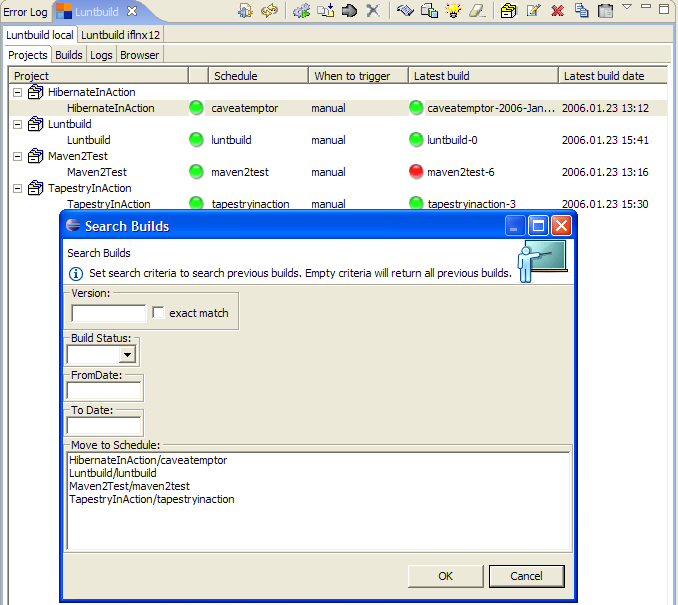 Error Log Luntbuild
Luntbuild local Luntbuild iflnx12
Projects Builds Logs Browser
Project Schedule When to trigger Latest build Latest build date
HibernateInAction
HibernateInAction caveatemptor manual caveatemptor-2006-Jan... 2006.01.23 13:12
Luntbuild
Luntbuild luntbuild manual luntbuild-0 2006.01.23 15:41
Maven2Test
Maven2Test maven2test manual maven2test-6 2006.01.23 13:16
TapestryInAction
TapestryInAction tapestryinaction manual tapestryinaction-3 2006.01.23 15:30
Search Builds
Search Builds
Set search criteria to search previous builds. Empty criteria will return all previous builds.
Version:
exact match
Build Status:
FromDate:
To Date:
Move to Schedule:
HibernateInAction/caveatemptor
Luntbuild/luntbuild
Maven2Test/maven2test
TapestryInAction/tapestryinaction
OK Cancel